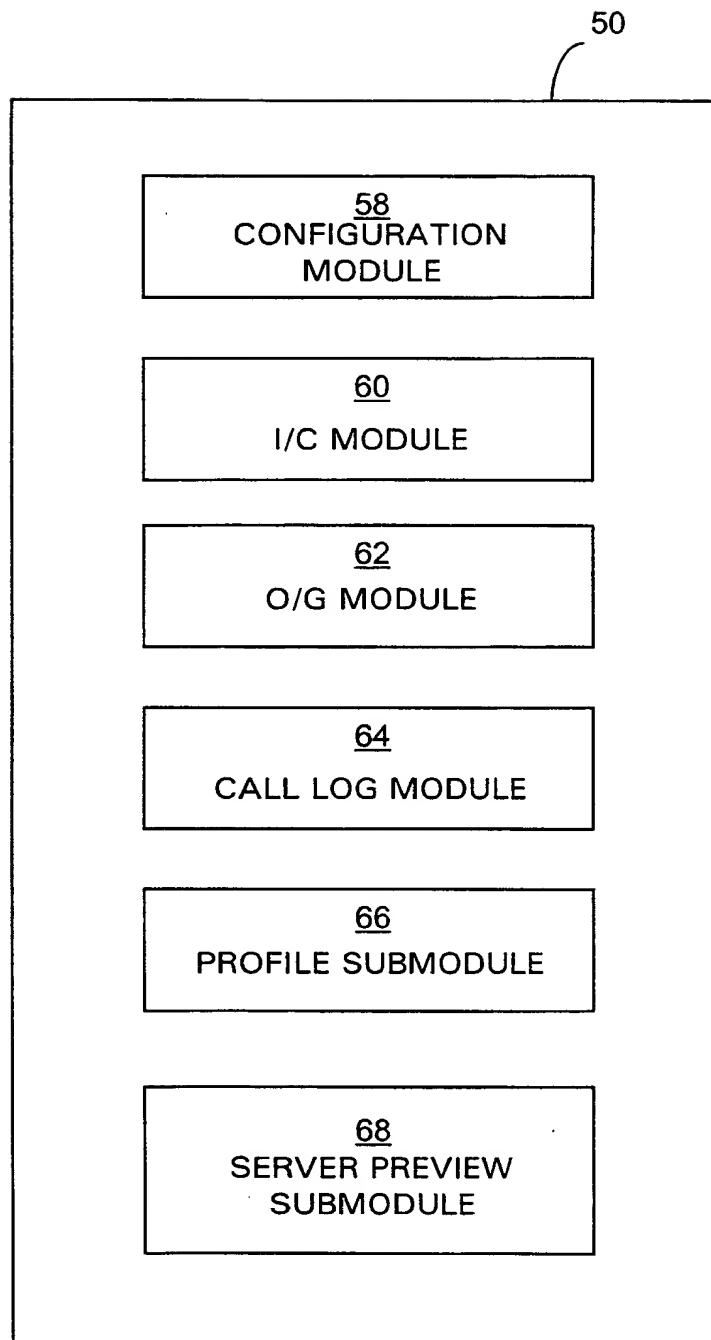 50
58
CONFIGURATION
MODULE
60
I/C MODULE
62
O/G MODULE
64
CALL LOG MODULE
66
PROFILE SUBMODULE
68
SERVER PREVIEW
SUBMODULE